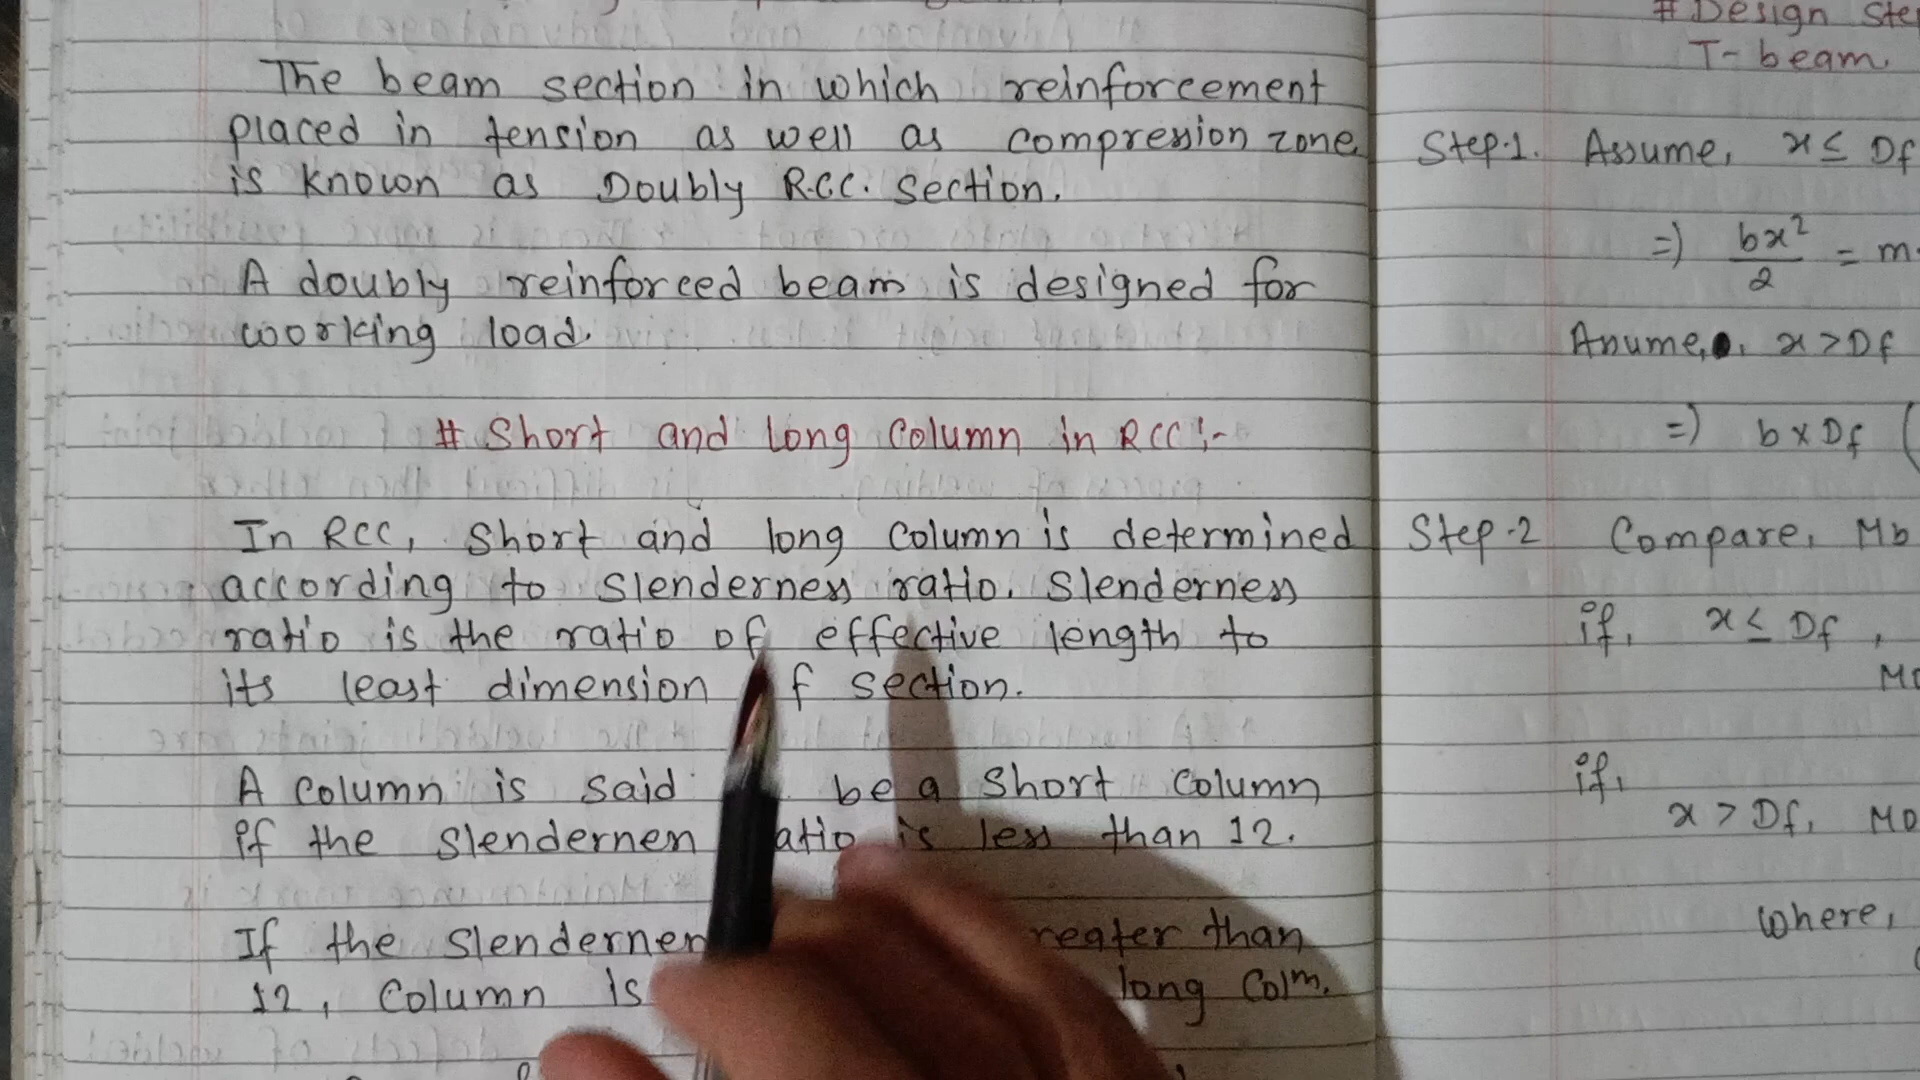 The beam section in which reinforcement
placed in tension as well as compression zone.
is known as Doubly R.C.C. Section.
A doubly reinforced beam is designed for
working load.
# Short and long Column in RCC :-
In RCC, Short and long Column is determined
according to Slenderness ratio. Slenderness
ratio is the ratio of effective length to
its least dimension section.
A Column is said be a Short Column
if the Slenderness is less than 12.
If the than
12, Column is long Colm.
# Design
T-beam.
Step-1. Assume, x ≤ Df
=) bx²/2 = m
Assume, x > Df
=) b x Df (
Step-2 Compare, Mb
if, x ≤ Df ,
if,
x > Df,
Where,